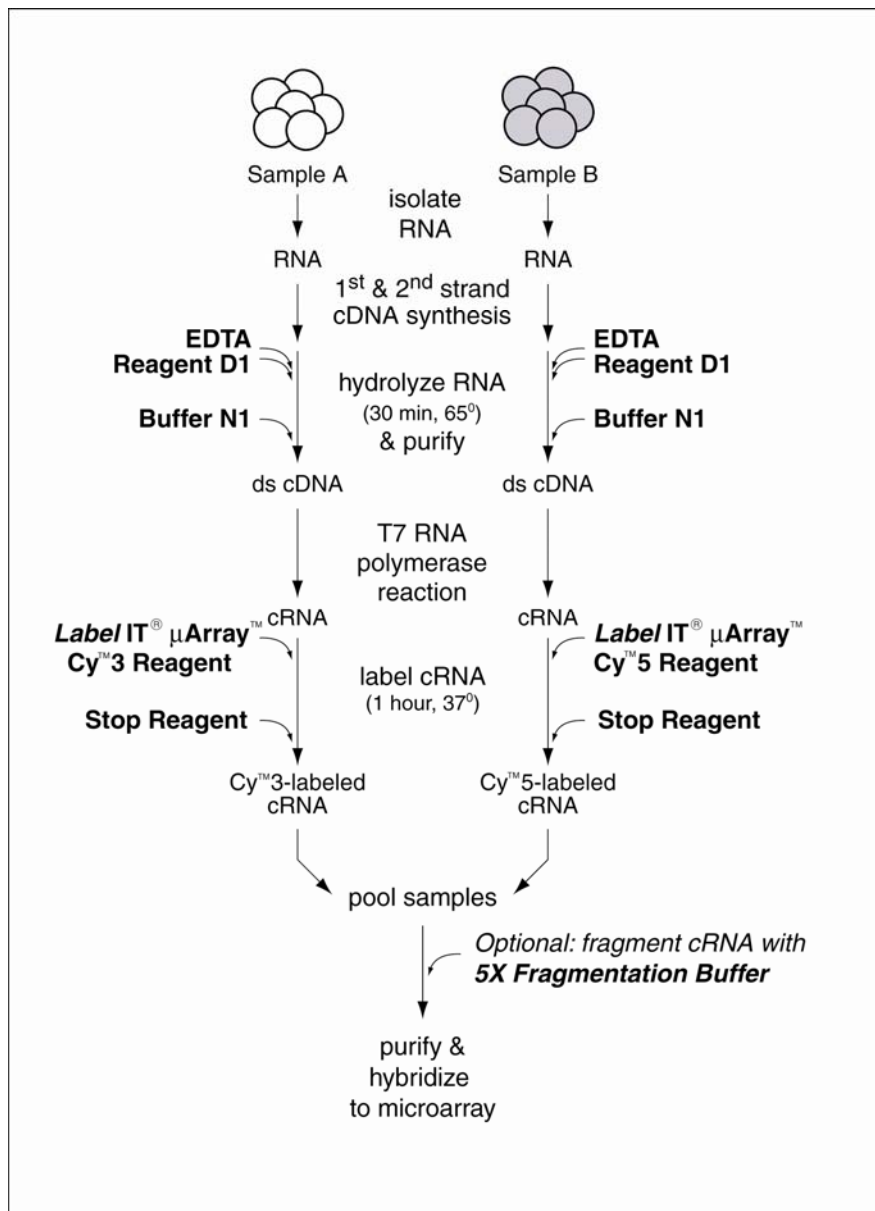 Sample A
Sample B
isolate
RNA
RNA
RNA
1st & 2nd strand
cDNA synthesis
EDTA
Reagent D1
EDTA
Reagent D1
hydrolyze RNA
(30 min, 65⁰)
& purify
Buffer N1
Buffer N1
ds cDNA
ds cDNA
T7 RNA
polymerase
reaction
cRNA
cRNA
Label IT® µArray™
Cy™3 Reagent
Label IT® µArray™
Cy™5 Reagent
label cRNA
(1 hour, 37⁰)
Stop Reagent
Stop Reagent
Cy™3-labeled
cRNA
Cy™5-labeled
cRNA
pool samples
Optional: fragment cRNA with
5X Fragmentation Buffer
purify &
hybridize
to microarray